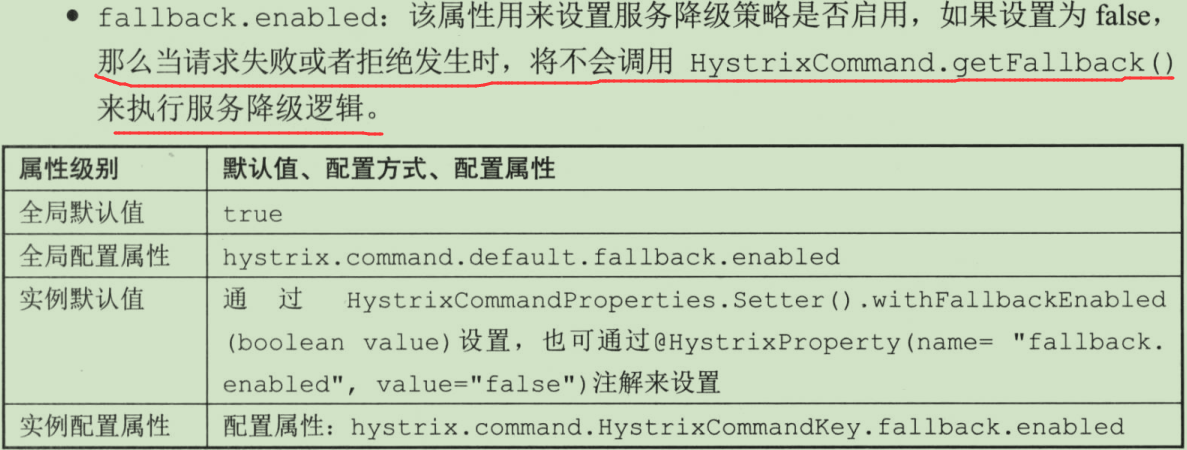 • fallback.enabled：该属性用来设置服务降级策略是否启用，如果设置为 false，
那么当请求失败或者拒绝发生时，将不会调用 HystrixCommand.getFallback()
来执行服务降级逻辑。
属性级别 默认值、配置方式、配置属性
全局默认值 true
全局配置属性 hystrix.command.default.fallback.enabled
实例默认值 通过 HystrixCommandProperties.Setter().withFallbackEnabled
(boolean value)设置，也可通过@HystrixProperty(name= "fallback.
enabled", value="false")注解来设置
实例配置属性 配置属性：hystrix.command.HystrixCommandKey.fallback.enabled